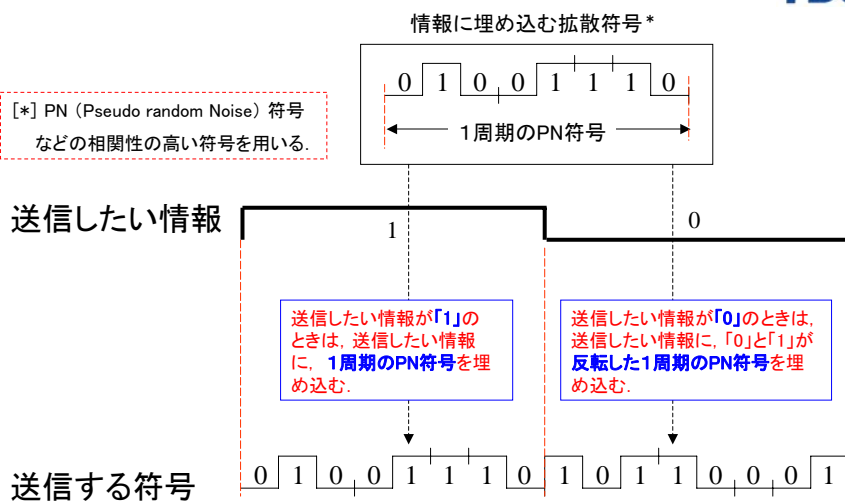 情報に埋め込む拡散符号*
0 1 0 0 1 1 1 0
1周期のPN符号
[*] PN (Pseudo random Noise) 符号
などの相関性の高い符号を用いる.
送信したい情報
1
0
送信したい情報が「1」の
ときは, 送信したい情報
に, 1周期のPN符号を埋
め込む.
送信したい情報が「0」のときは,
送信したい情報に, 「0」と「1」が
反転した1周期のPN符号を埋
め込む.
送信する符号
0 1 0 0 1 1 1 0 1 0 1 1 0 0 0 1